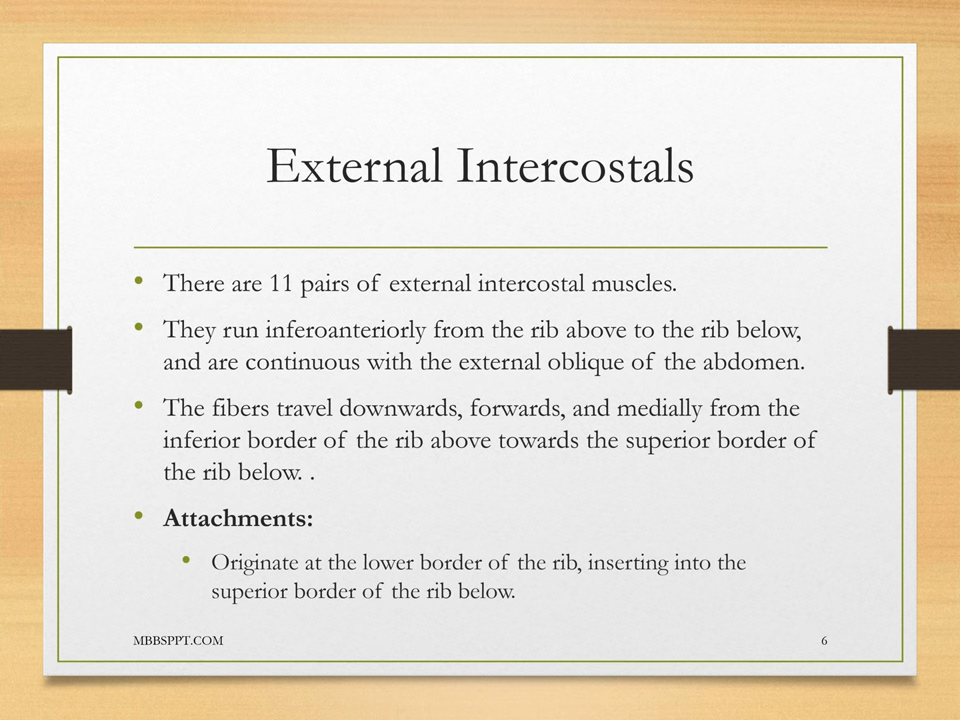 External Intercostals
• There are 11 pairs of external intercostal muscles.
• They run inferoanteriorly from the rib above to the rib below,
and are continuous with the external oblique of the abdomen.
• The fibers travel downwards, forwards, and medially from the
inferior border of the rib above towards the superior border of
the rib below. .
• Attachments:
• Originate at the lower border of the rib, inserting into the
superior border of the rib below.
MBBSPPT.COM
6